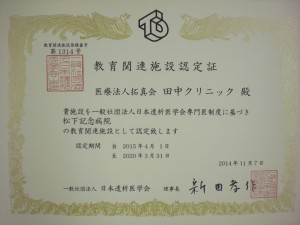 教育関連施設認定番号
第1314号
教育関連施設認定証
医療法人拓真会 田中クリニック 殿
貴施設を一般社団法人日本透析医学会専門医制度に基づき
松下記念病院
の教育関連施設として認定致します
認定期間 自 2015年4月1日
至 2020年3月31日
2014年11月7日
一般社団法人 日本透析医学会 理事長 新田孝作